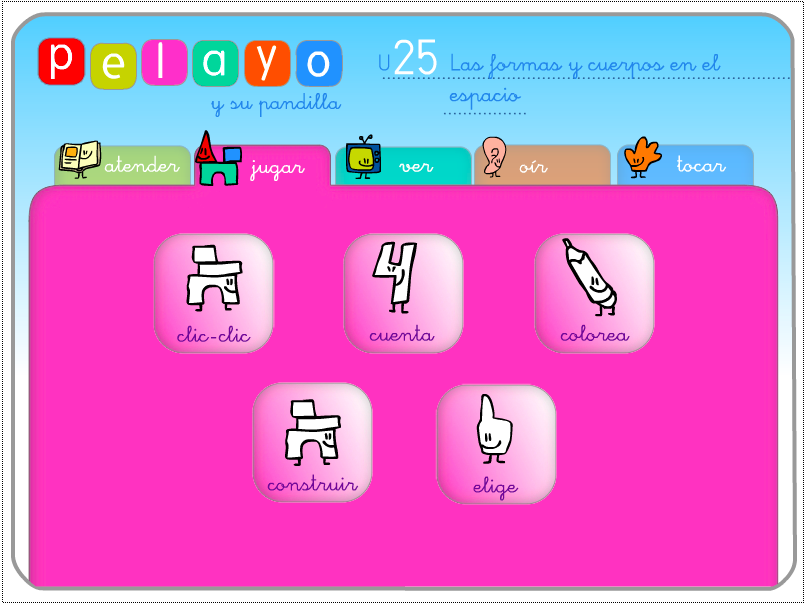 pelayo
y su pandilla
U25 Las formas y cuerpos en el
espacio
atender
jugar
ver
oír
tocar
clic-clic
cuenta
colorea
construir
elige